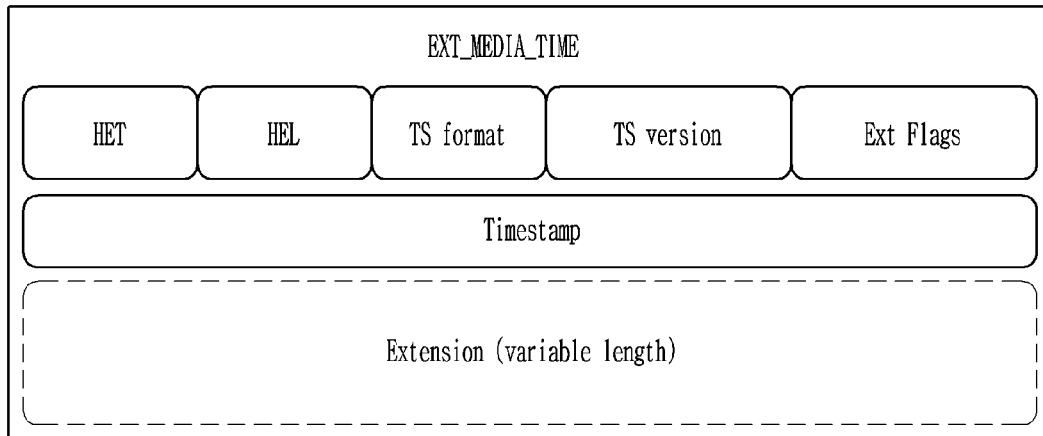 EXT_MEDIA_TIME
HET HEL TS format TS version Ext Flags
Timestamp
Extension (variable length)